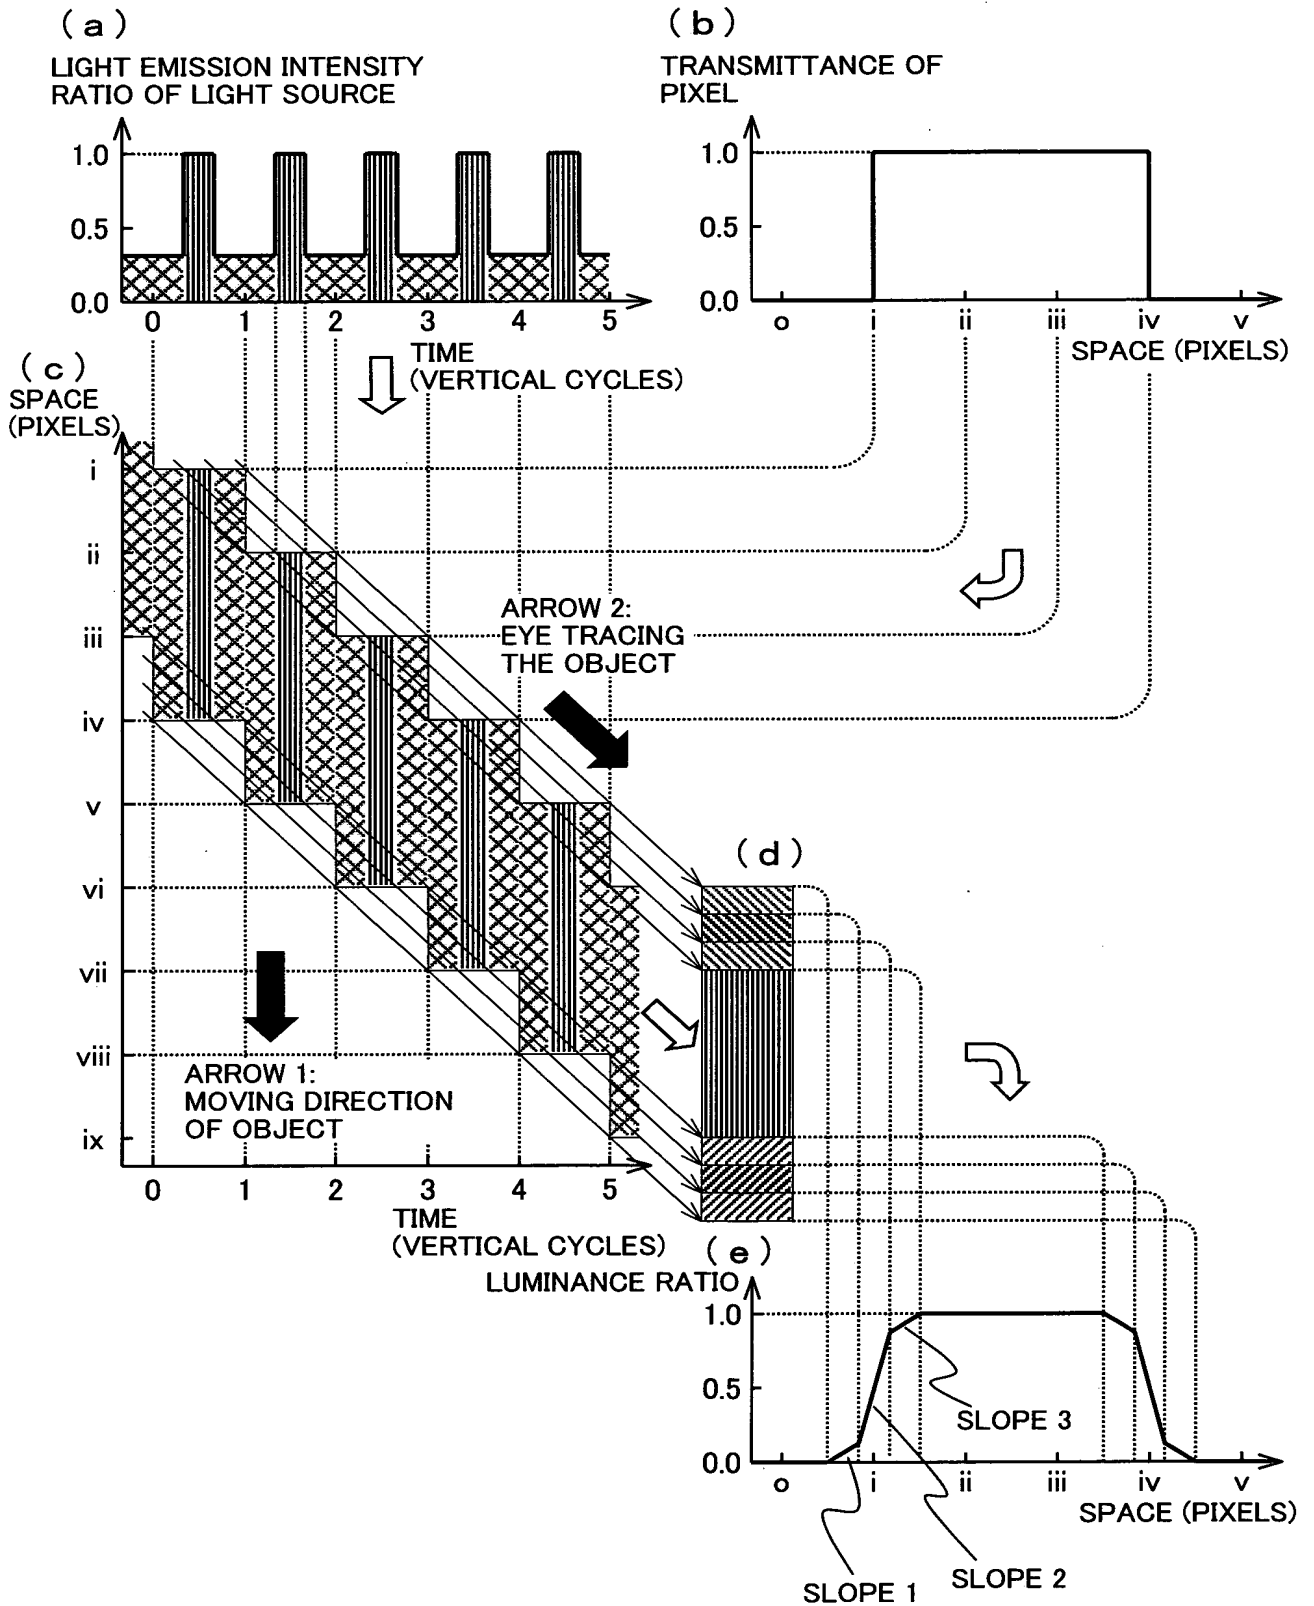 (a)
LIGHT EMISSION INTENSITY
RATIO OF LIGHT SOURCE
1.0
0.5
0.0
0 1 2 3 4 5
TIME
(VERTICAL CYCLES)
(b)
TRANSMITTANCE OF
PIXEL
1.0
0.5
0.0
o i ii iii iv v
SPACE (PIXELS)
(c)
SPACE
(PIXELS)
i
ii
iii
iv
v
vi
vii
viii
ix
ARROW 2:
EYE TRACING
THE OBJECT
ARROW 1:
MOVING DIRECTION
OF OBJECT
0 1 2 3 4 5
TIME
(VERTICAL CYCLES)
(d)
(e)
LUMINANCE RATIO
1.0
0.5
0.0
SLOPE 3
o i ii iii iv v
SPACE (PIXELS)
SLOPE 1
SLOPE 2